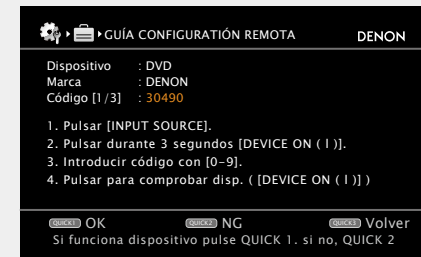 GUÍA CONFIGURATIÓN REMOTA DENON
Dispositivo : DVD
Marca : DENON
Código [1/3] : 30490
1. Pulsar [INPUT SOURCE].
2. Pulsar durante 3 segundos [DEVICE ON ( I )].
3. Introducir código con [0–9].
4. Pulsar para comprobar disp. ( [DEVICE ON ( I )] )
QUICK1 OK QUICK2 NG QUICK3 Volver
Si funciona dispositivo pulse QUICK 1. si no, QUICK 2